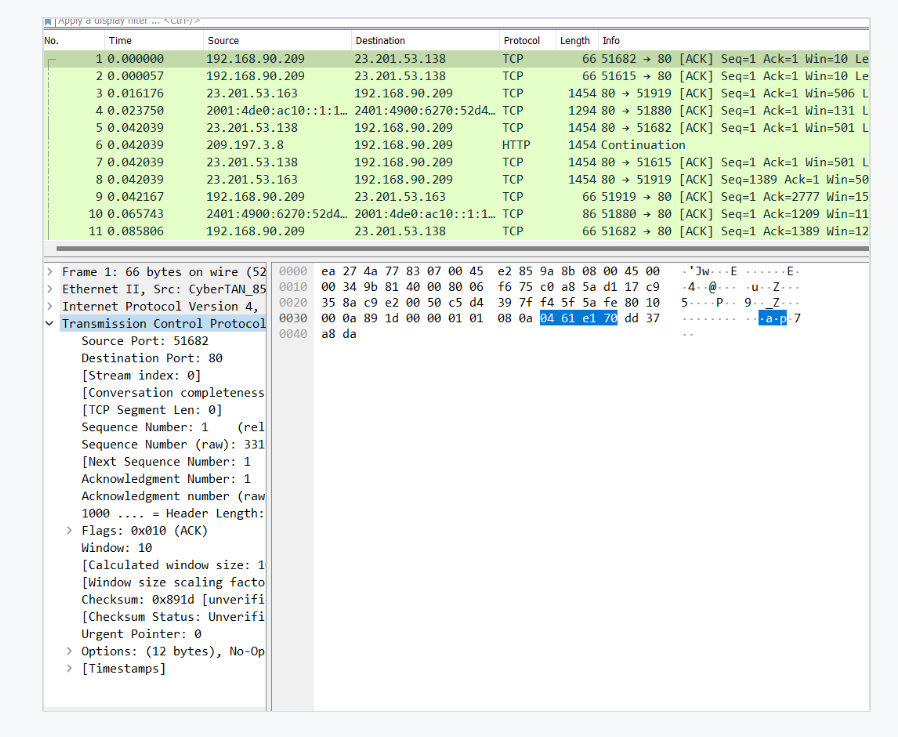 Apply a display filter ... <Ctrl-/>
No. Time Source Destination Protocol Length Info
1 0.000000 192.168.90.209 23.201.53.138 TCP 66 51682 → 80 [ACK] Seq=1 Ack=1 Win=10 Le
2 0.000057 192.168.90.209 23.201.53.138 TCP 66 51615 → 80 [ACK] Seq=1 Ack=1 Win=10 Le
3 0.016176 23.201.53.163 192.168.90.209 TCP 1454 80 → 51919 [ACK] Seq=1 Ack=1 Win=506 L
4 0.023750 2001:4de0:ac10::1:1… 2401:4900:6270:52d4… TCP 1294 80 → 51880 [ACK] Seq=1 Ack=1 Win=131 L
5 0.042039 23.201.53.138 192.168.90.209 TCP 1454 80 → 51682 [ACK] Seq=1 Ack=1 Win=501 L
6 0.042039 209.197.3.8 192.168.90.209 HTTP 1454 Continuation
7 0.042039 23.201.53.138 192.168.90.209 TCP 1454 80 → 51615 [ACK] Seq=1 Ack=1 Win=501 L
8 0.042039 23.201.53.163 192.168.90.209 TCP 1454 80 → 51919 [ACK] Seq=1389 Ack=1 Win=50
9 0.042167 192.168.90.209 23.201.53.163 TCP 66 51919 → 80 [ACK] Seq=1 Ack=2777 Win=15
10 0.065743 2401:4900:6270:52d4… 2001:4de0:ac10::1:1… TCP 86 51880 → 80 [ACK] Seq=1 Ack=1209 Win=11
11 0.085806 192.168.90.209 23.201.53.138 TCP 66 51682 → 80 [ACK] Seq=1 Ack=1389 Win=12
Frame 1: 66 bytes on wire (52
Ethernet II, Src: CyberTAN_85
Internet Protocol Version 4,
Transmission Control Protocol
Source Port: 51682
Destination Port: 80
[Stream index: 0]
[Conversation completeness
[TCP Segment Len: 0]
Sequence Number: 1 (rel
Sequence Number (raw): 331
[Next Sequence Number: 1
Acknowledgment Number: 1
Acknowledgment number (raw
1000 .... = Header Length:
Flags: 0x010 (ACK)
Window: 10
[Calculated window size: 1
[Window size scaling facto
Checksum: 0x891d [unverifi
[Checksum Status: Unverifi
Urgent Pointer: 0
Options: (12 bytes), No-Op
[Timestamps]
0000 ea 27 4a 77 83 07 00 45 e2 85 9a 8b 08 00 45 00 ·'Jw···E ······E·
0010 00 34 9b 81 40 00 80 06 f6 75 c0 a8 5a d1 17 c9 ·4··@··· ·u··Z···
0020 35 8a c9 e2 00 50 c5 d4 39 7f f4 5f 5a fe 80 10 5····P·· 9··_Z···
0030 00 0a 89 1d 00 00 01 01 08 0a 04 61 e1 70 dd 37 ········ ···a·p·7
0040 a8 da ··